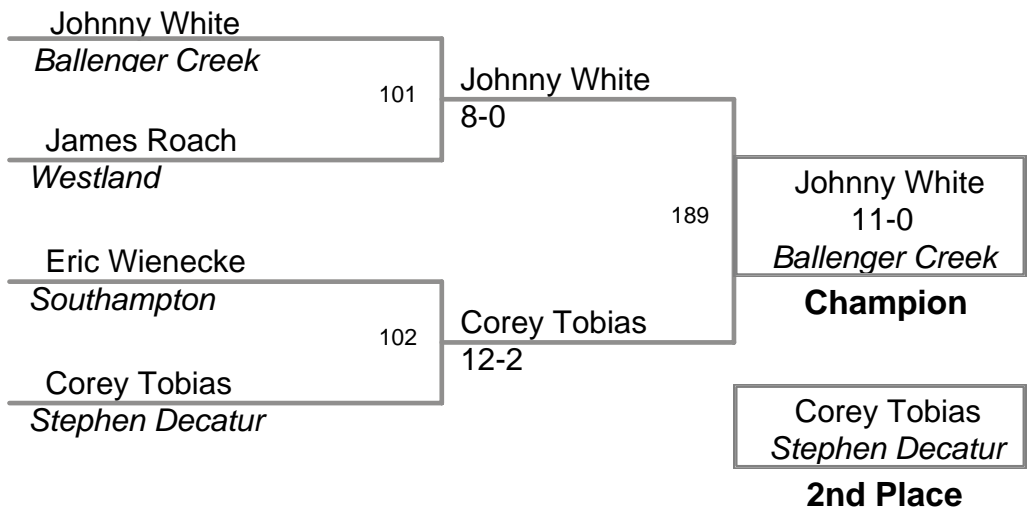 Johnny White
Ballenger Creek
101
James Roach
Westland
Johnny White
8-0
Eric Wienecke
Southampton
102
Corey Tobias
Stephen Decatur
Corey Tobias
12-2
189
Johnny White
11-0
Ballenger Creek
Champion
Corey Tobias
Stephen Decatur
2nd Place